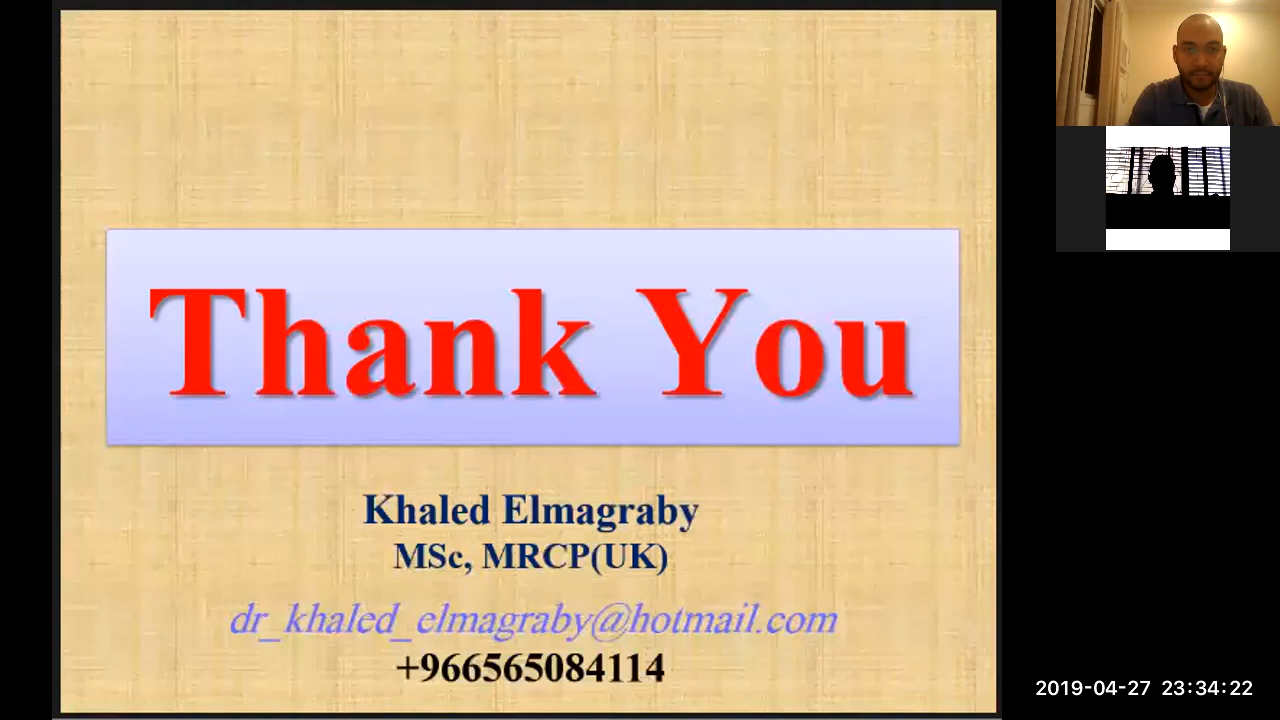 Thank You
Khaled Elmagraby
MSc, MRCP(UK)
dr_khaled_elmagraby@hotmail.com
+966565084114
2019-04-27 23:34:22